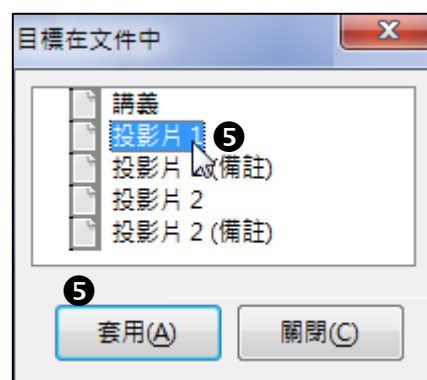 目標在文件中
講義
投影片 1 ❺
投影片 1 (備註)
投影片 2
投影片 2 (備註)
❺
套用(A)
關閉(C)